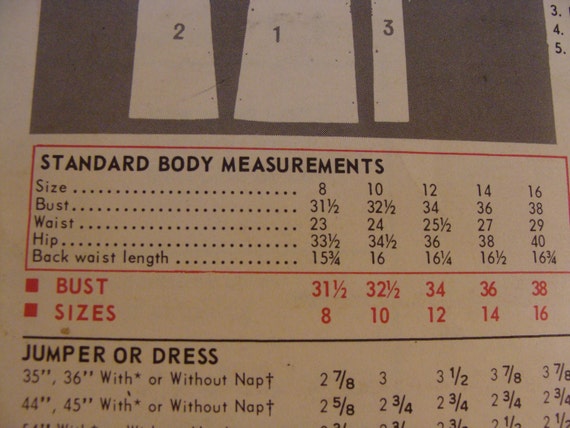 2
1
3
3.
4.
5.
STANDARD BODY MEASUREMENTS
Size 8 10 12 14 16
Bust 31½ 32½ 34 36 38
Waist 23 24 25½ 27 29
Hip 33½ 34½ 36 38 40
Back waist length 15¾ 16 16¼ 16½ 16¾
BUST 31½ 32½ 34 36 38
SIZES 8 10 12 14 16
JUMPER OR DRESS
35'', 36'' With* or Without Nap† 2 7/8 3 3 1/2 3 7/8 3 7/8
44'', 45'' With* or Without Nap† 2 5/8 2 3/4 2 3/4 2 3/4 2 3/4